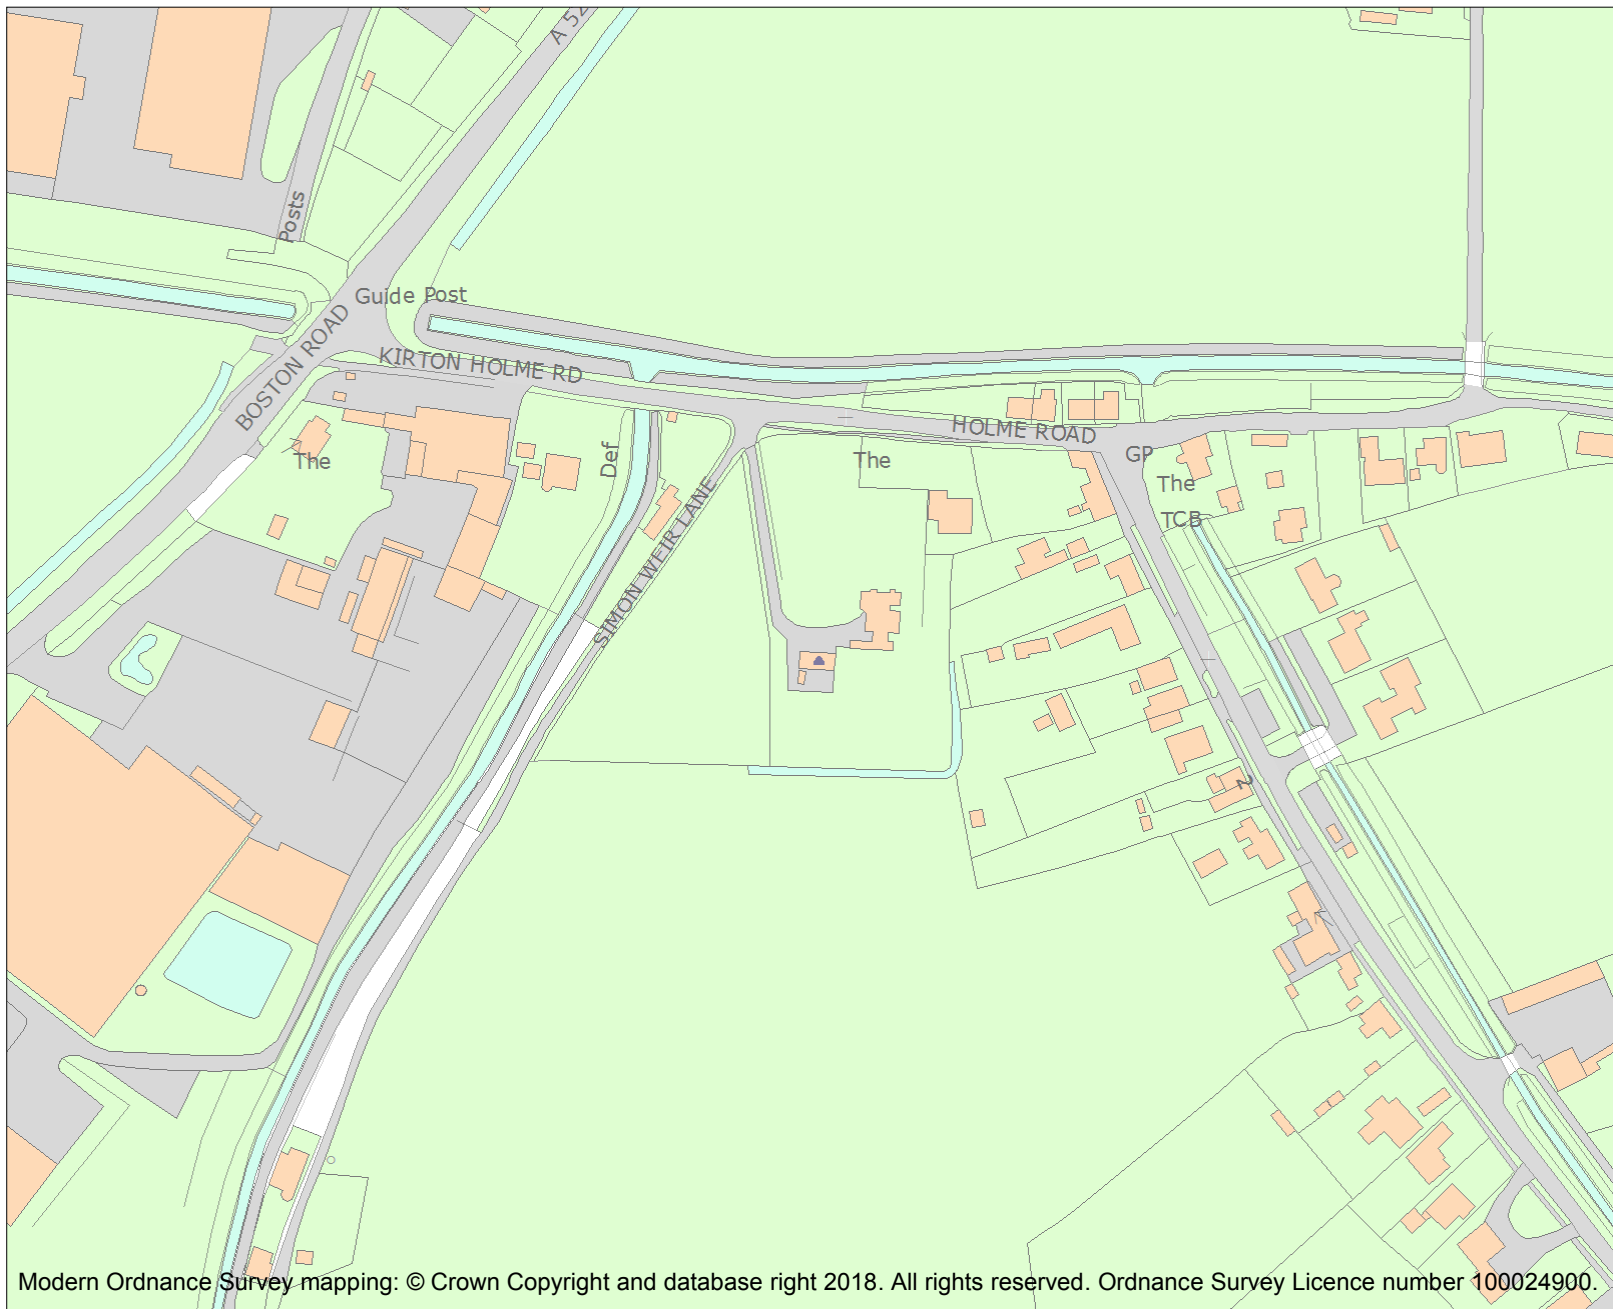 A 52
Posts
Guide Post
BOSTON ROAD
KIRTON HOLME RD
HOLME ROAD
The
Def
The
GP
The
TCB
SIMON WEIR LANE
2
Modern Ordnance Survey mapping: © Crown Copyright and database right 2018. All rights reserved. Ordnance Survey Licence number 100024900.